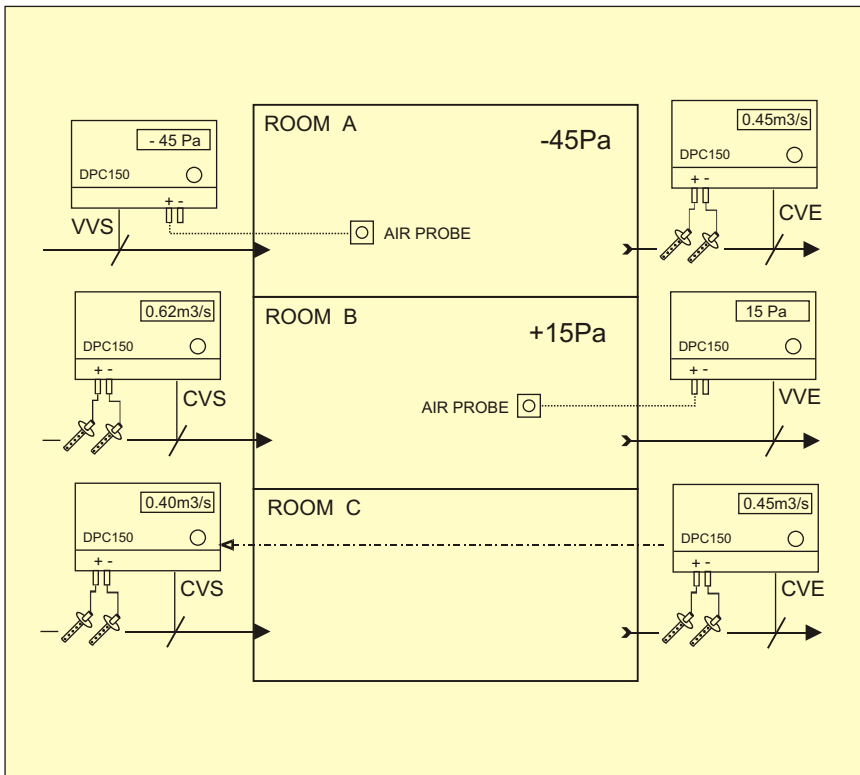 ROOM A
-45Pa
- 45 Pa
DPC150
+ -
VVS
AIR PROBE
0.45m3/s
DPC150
+ -
CVE
ROOM B
+15Pa
0.62m3/s
DPC150
+ -
CVS
AIR PROBE
15 Pa
DPC150
+ -
VVE
ROOM C
0.40m3/s
DPC150
+ -
CVS
0.45m3/s
DPC150
+ -
CVE